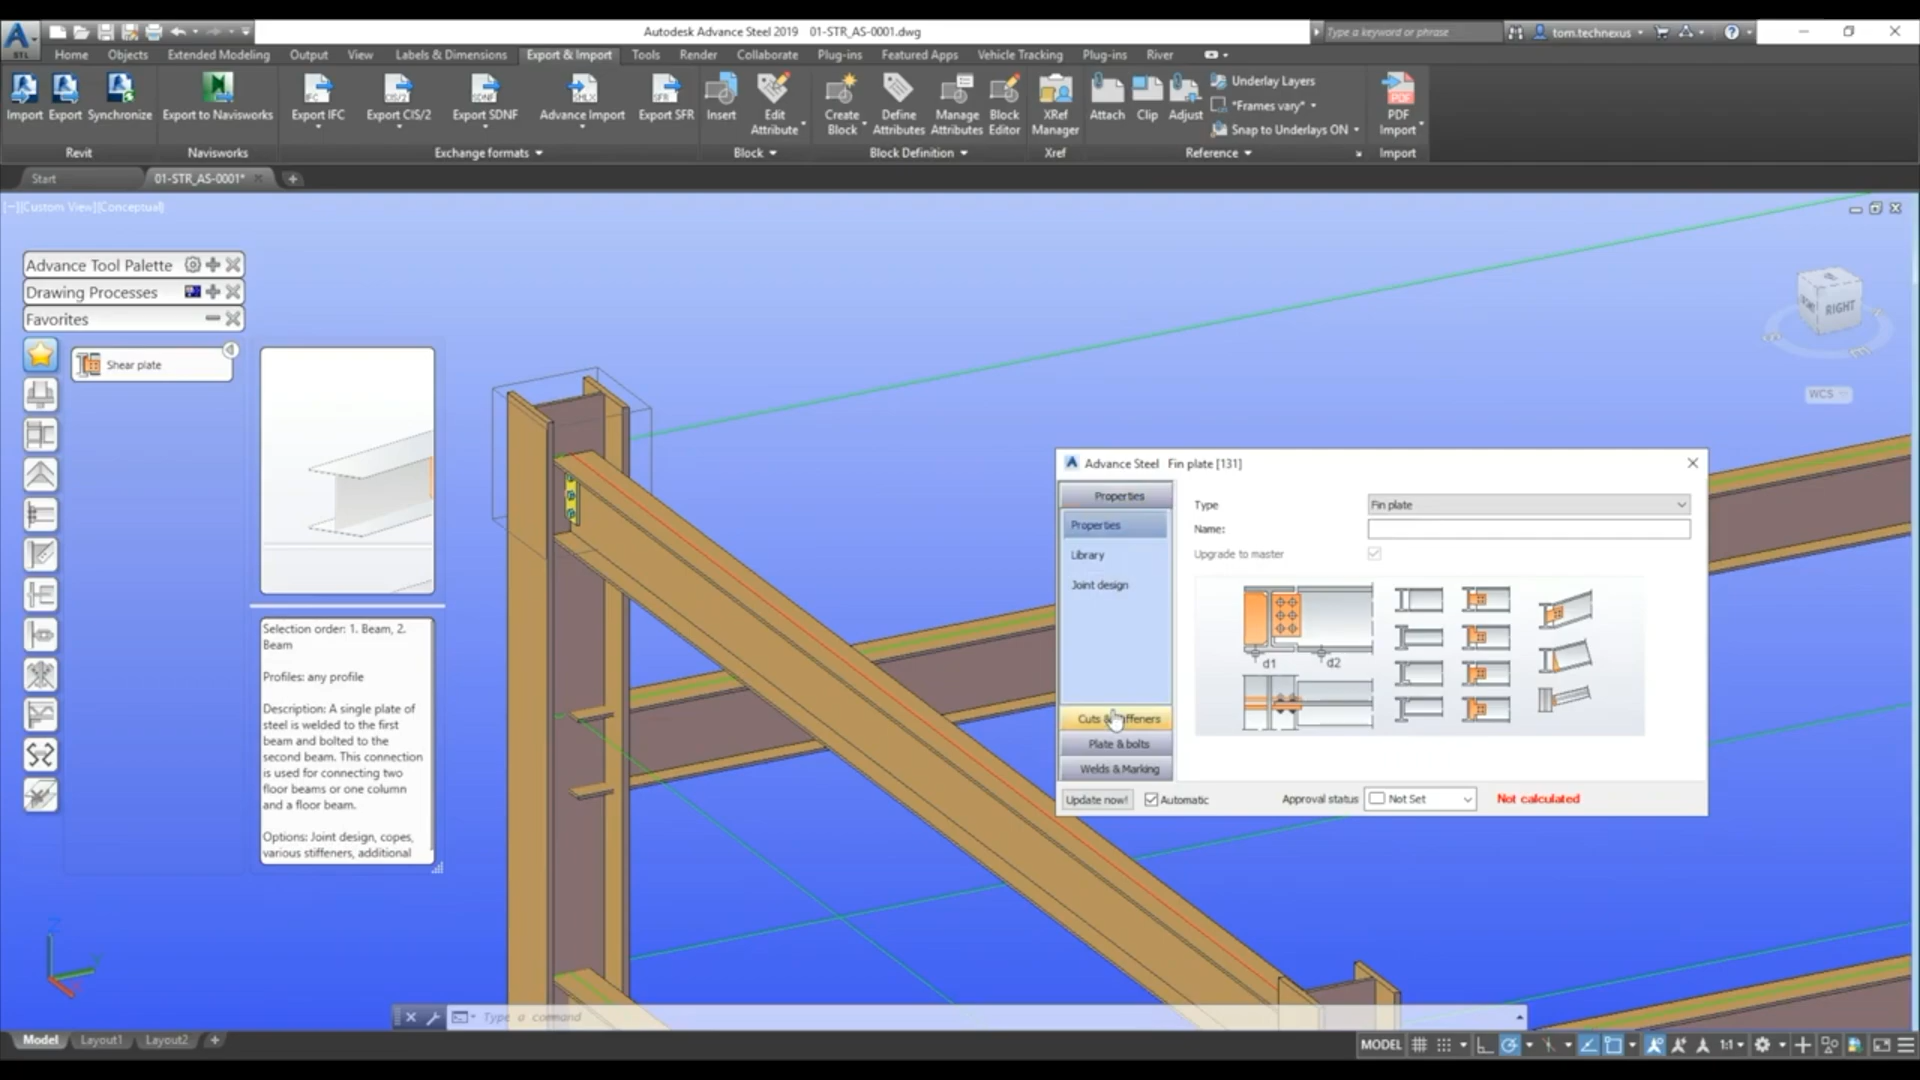 Autodesk Advance Steel 2019 01-STR_AS-0001.dwg
Type a keyword or phrase
tom.technexus
STL
Home Objects Extended Modeling Output View Labels & Dimensions Export & Import Tools Render Collaborate Plug-ins Featured Apps Vehicle Tracking Plug-ins River
Import Export Synchronize Export to Navisworks Export IFC Export CIS/2 Export SDNF Advance Import Export SFR Insert Edit Attribute Create Block Define Attributes Manage Attributes Block Editor XRef Manager Attach Clip Adjust
Underlay Layers
*Frames vary*
Snap to Underlays ON
PDF Import
Revit Navisworks Exchange formats Block Block Definition Xref Reference Import
Start 01-STR_AS-0001*
[−][Custom View][Conceptual]
Advance Tool Palette
Drawing Processes
Favorites
Shear plate
RIGHT
WCS
Selection order: 1. Beam, 2.
Beam
Profiles: any profile
Description: A single plate of
steel is welded to the first
beam and bolted to the
second beam. This connection
is used for connecting two
floor beams or one column
and a floor beam.
Options: Joint design, copes,
various stiffeners, additional
Advance Steel Fin plate [131]
Properties
Properties
Library
Joint design
Plate & bolts
Welds & Marking
Type Fin plate
Name:
Upgrade to master
d1 d2
Update now! Automatic Approval status Not Set Not calculated
Type a command
Model Layout1 Layout2
MODEL 1:1